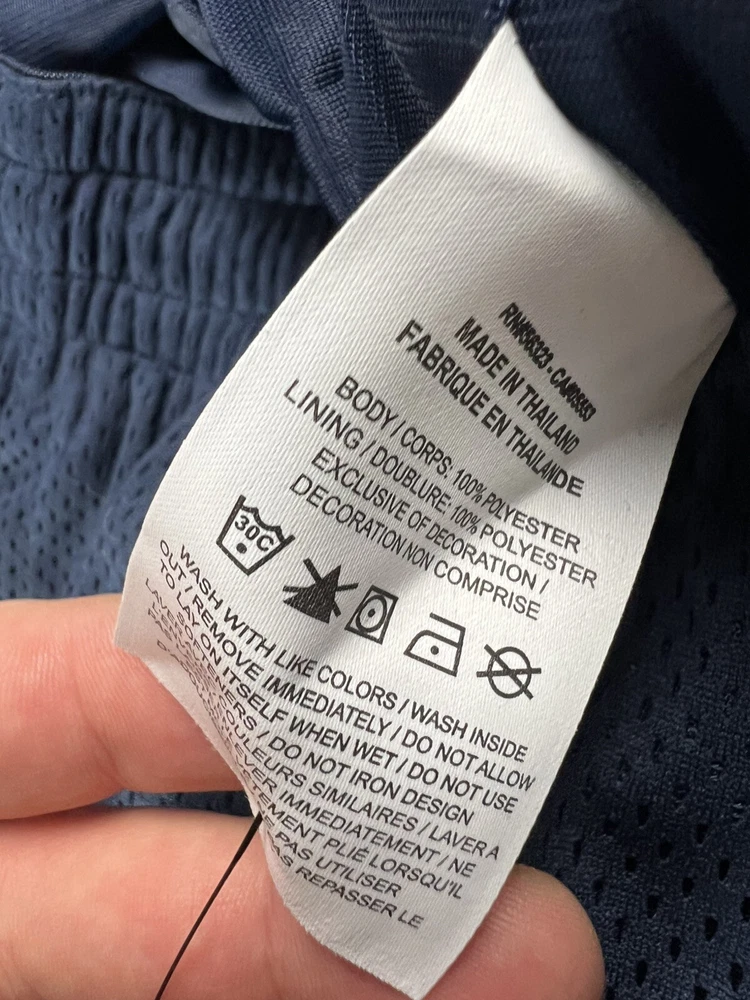 MADE IN THAILAND
FABRIQUE EN THAILANDE
BODY / CORPS: 100% POLYESTER
LINING / DOUBLURE: 100% POLYESTER
EXCLUSIVE OF DECORATION /
DECORATION NON COMPRISE
30C
WASH WITH LIKE COLORS / WASH INSIDE
OUT / REMOVE IMMEDIATELY / DO NOT ALLOW
TO LAY ON ITSELF WHEN WET / DO NOT USE
SOFTENERS / DO NOT IRON DESIGN
COULEURS SIMILAIRES / LAVER A
IMMEDIATEMENT / NE
PLIÉ LORSQU'IL
PAS UTILISER
REPASSER LE